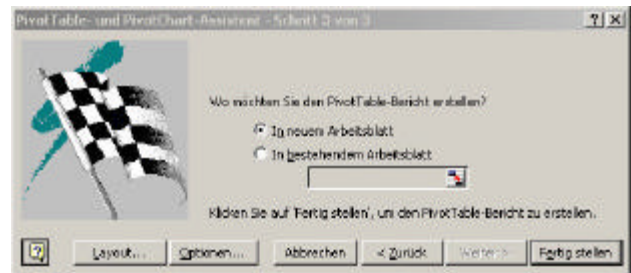 PivotTable- und PivotChart-Assistent - Schritt 3 von 3
Wo möchten Sie den PivotTable-Bericht erstellen?
In neuem Arbeitsblatt
In bestehendem Arbeitsblatt
Klicken Sie auf 'Fertig stellen', um den PivotTable-Bericht zu erstellen.
Layout... Optionen... Abbrechen < Zurück Weiter > Fertig stellen